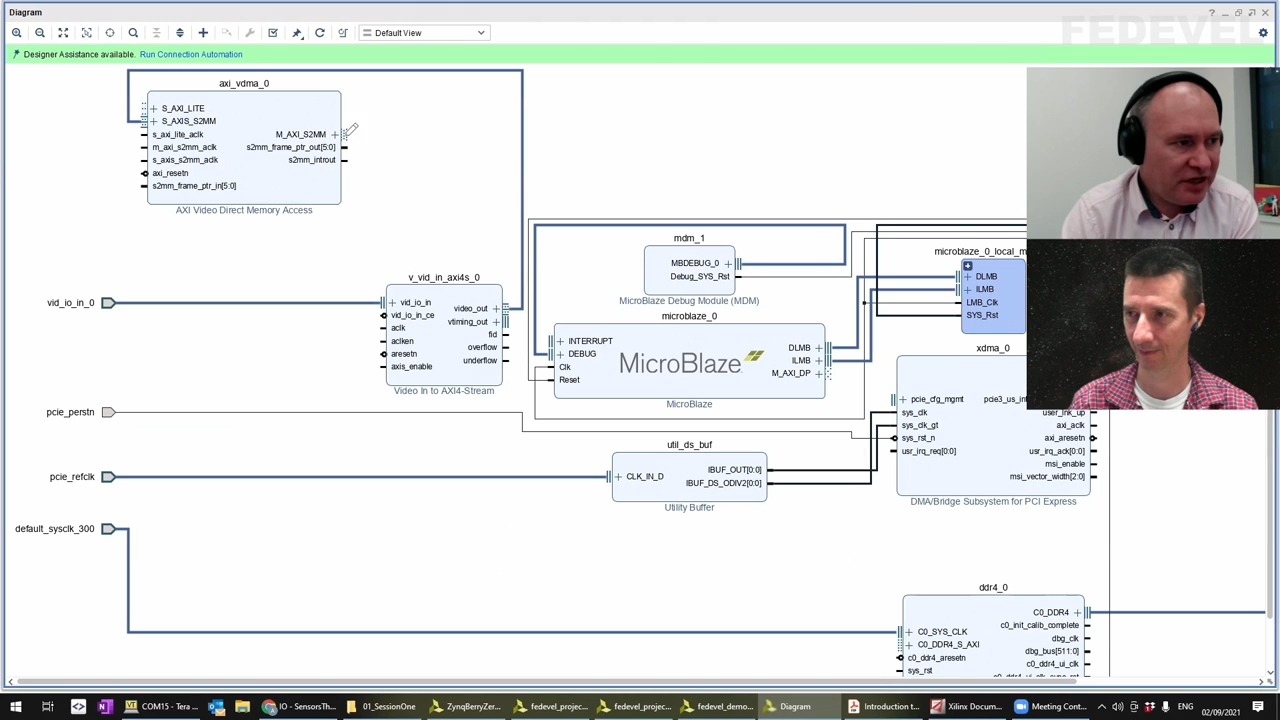 Diagram
FEDEVEL
Default View
Designer Assistance available. Run Connection Automation
axi_vdma_0
S_AXI_LITE
S_AXIS_S2MM
s_axi_lite_aclk
m_axi_s2mm_aclk
s_axis_s2mm_aclk
axi_resetn
s2mm_frame_ptr_in[5:0]
M_AXI_S2MM
s2mm_frame_ptr_out[5:0]
s2mm_introut
AXI Video Direct Memory Access
mdm_1
MBDEBUG_0
Debug_SYS_Rst
MicroBlaze Debug Module (MDM)
microblaze_0_local_m
DLMB
ILMB
LMB_Clk
SYS_Rst
vid_io_in_0
v_vid_in_axi4s_0
vid_io_in
vid_io_in_ce
aclk
aclken
aresetn
axis_enable
video_out
vtiming_out
fid
overflow
underflow
Video In to AXI4-Stream
microblaze_0
INTERRUPT
DEBUG
Clk
Reset
MicroBlaze
DLMB
ILMB
M_AXI_DP
MicroBlaze
xdma_0
pcie_cfg_mgmt
sys_clk
sys_clk_gt
sys_rst_n
usr_irq_req[0:0]
pcie3_us_int
user_lnk_up
axi_aclk
axi_aresetn
usr_irq_ack[0:0]
msi_enable
msi_vector_width[2:0]
DMA/Bridge Subsystem for PCI Express
pcie_perstn
pcie_refclk
util_ds_buf
CLK_IN_D
IBUF_OUT[0:0]
IBUF_DS_ODIV2[0:0]
Utility Buffer
default_sysclk_300
ddr4_0
C0_SYS_CLK
C0_DDR4_S_AXI
c0_ddr4_aresetn
sys_rst
C0_DDR4
c0_init_calib_complete
dbg_clk
dbg_bus[511:0]
c0_ddr4_ui_clk
COM15 - Tera ...
IO - SensorsTh...
01_SessionOne
ZynqBerryZer...
fedevel_projec...
fedevel_projec...
fedevel_demo...
Diagram
Introduction t...
Xilinx Docum...
Meeting Cont...
ENG
02/09/2021